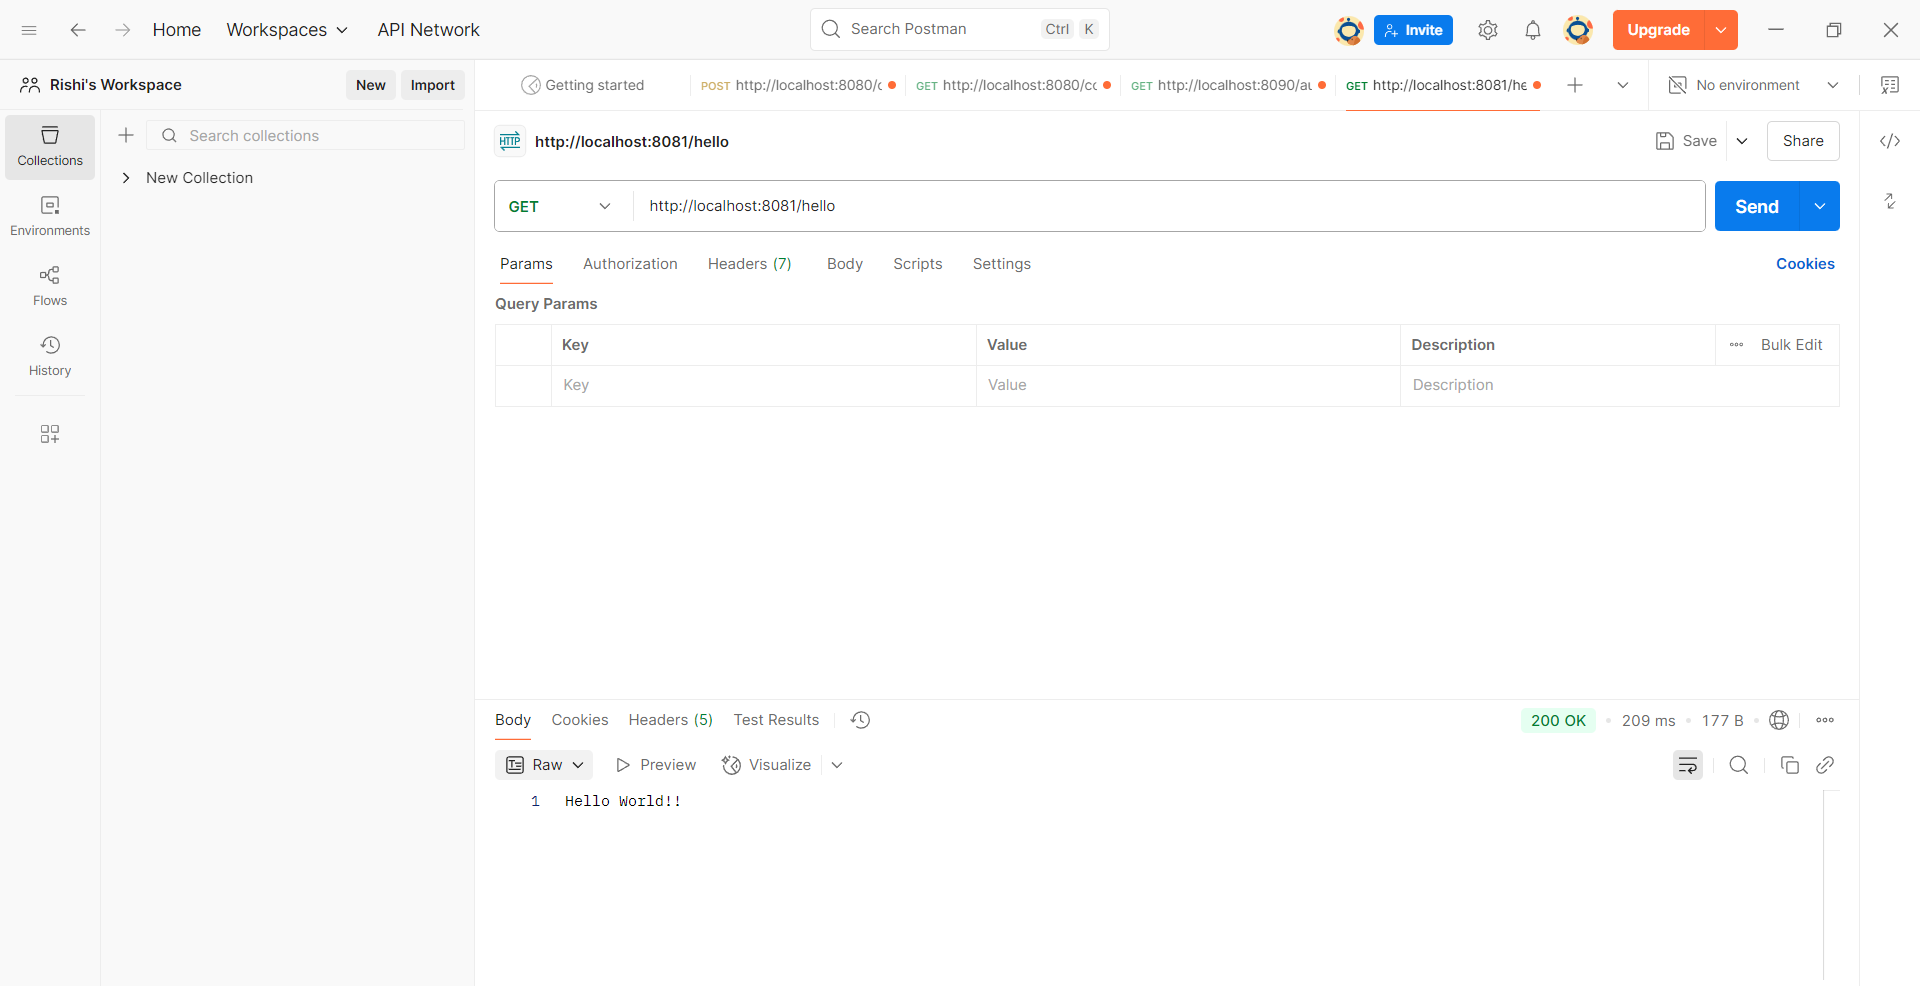 Home Workspaces API Network Search Postman Ctrl K Invite Upgrade
Rishi's Workspace New Import Getting started POST http://localhost:8080/c GET http://localhost:8080/cc GET http://localhost:8090/au GET http://localhost:8081/he No environment
Search collections
Collections
New Collection
Environments
Flows
History
HTTP http://localhost:8081/hello Save Share
GET http://localhost:8081/hello Send
Params Authorization Headers (7) Body Scripts Settings Cookies
Query Params
Key Value Description Bulk Edit
Key Value Description
Body Cookies Headers (5) Test Results 200 OK 209 ms 177 B
Raw Preview Visualize
1 Hello World!!